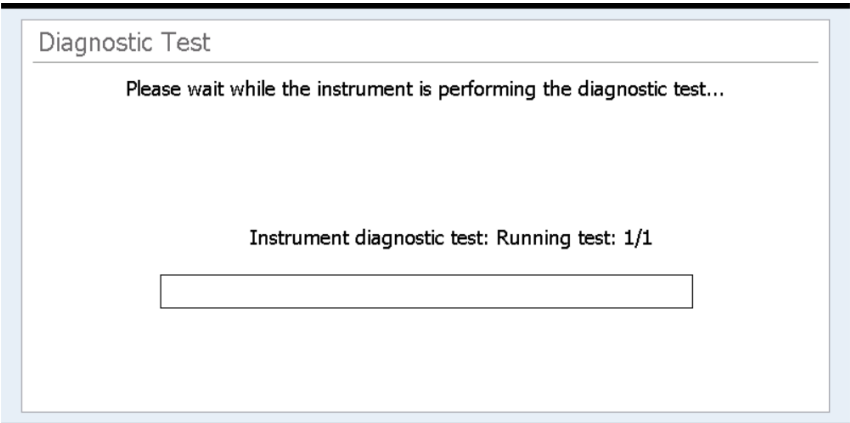 Diagnostic Test
Please wait while the instrument is performing the diagnostic test...
Instrument diagnostic test: Running test: 1/1